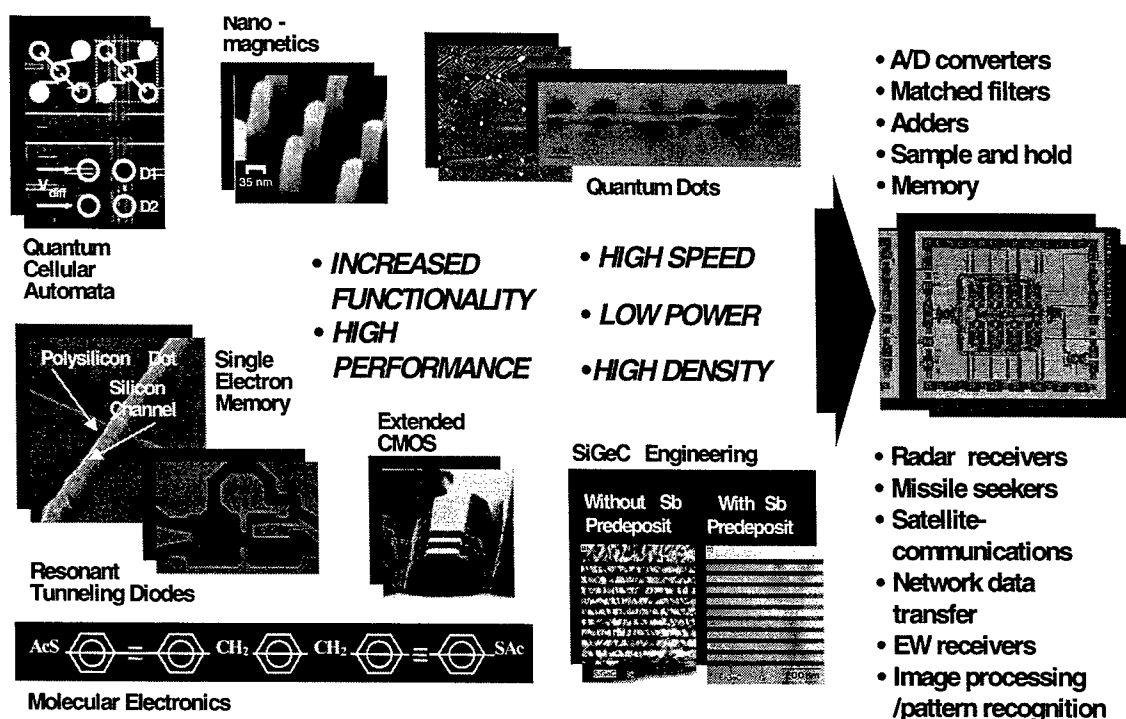 Nano -
magnetics
35 nm
Quantum Dots
• A/D converters
• Matched filters
• Adders
• Sample and hold
• Memory
V diff
D1
D2
Quantum
Cellular
Automata
• INCREASED
FUNCTIONALITY
• HIGH
PERFORMANCE
• HIGH SPEED
• LOW POWER
•HIGH DENSITY
Polysilicon Dot
Silicon
Channel
Single
Electron
Memory
Extended
CMOS
SiGeC Engineering
Without Sb
Predeposit
With Sb
Predeposit
Resonant
Tunneling Diodes
• Radar receivers
• Missile seekers
• Satellite-
communications
• Network data
transfer
• EW receivers
• Image processing
/pattern recognition
AcS CH2 CH2 SAc
Molecular Electronics